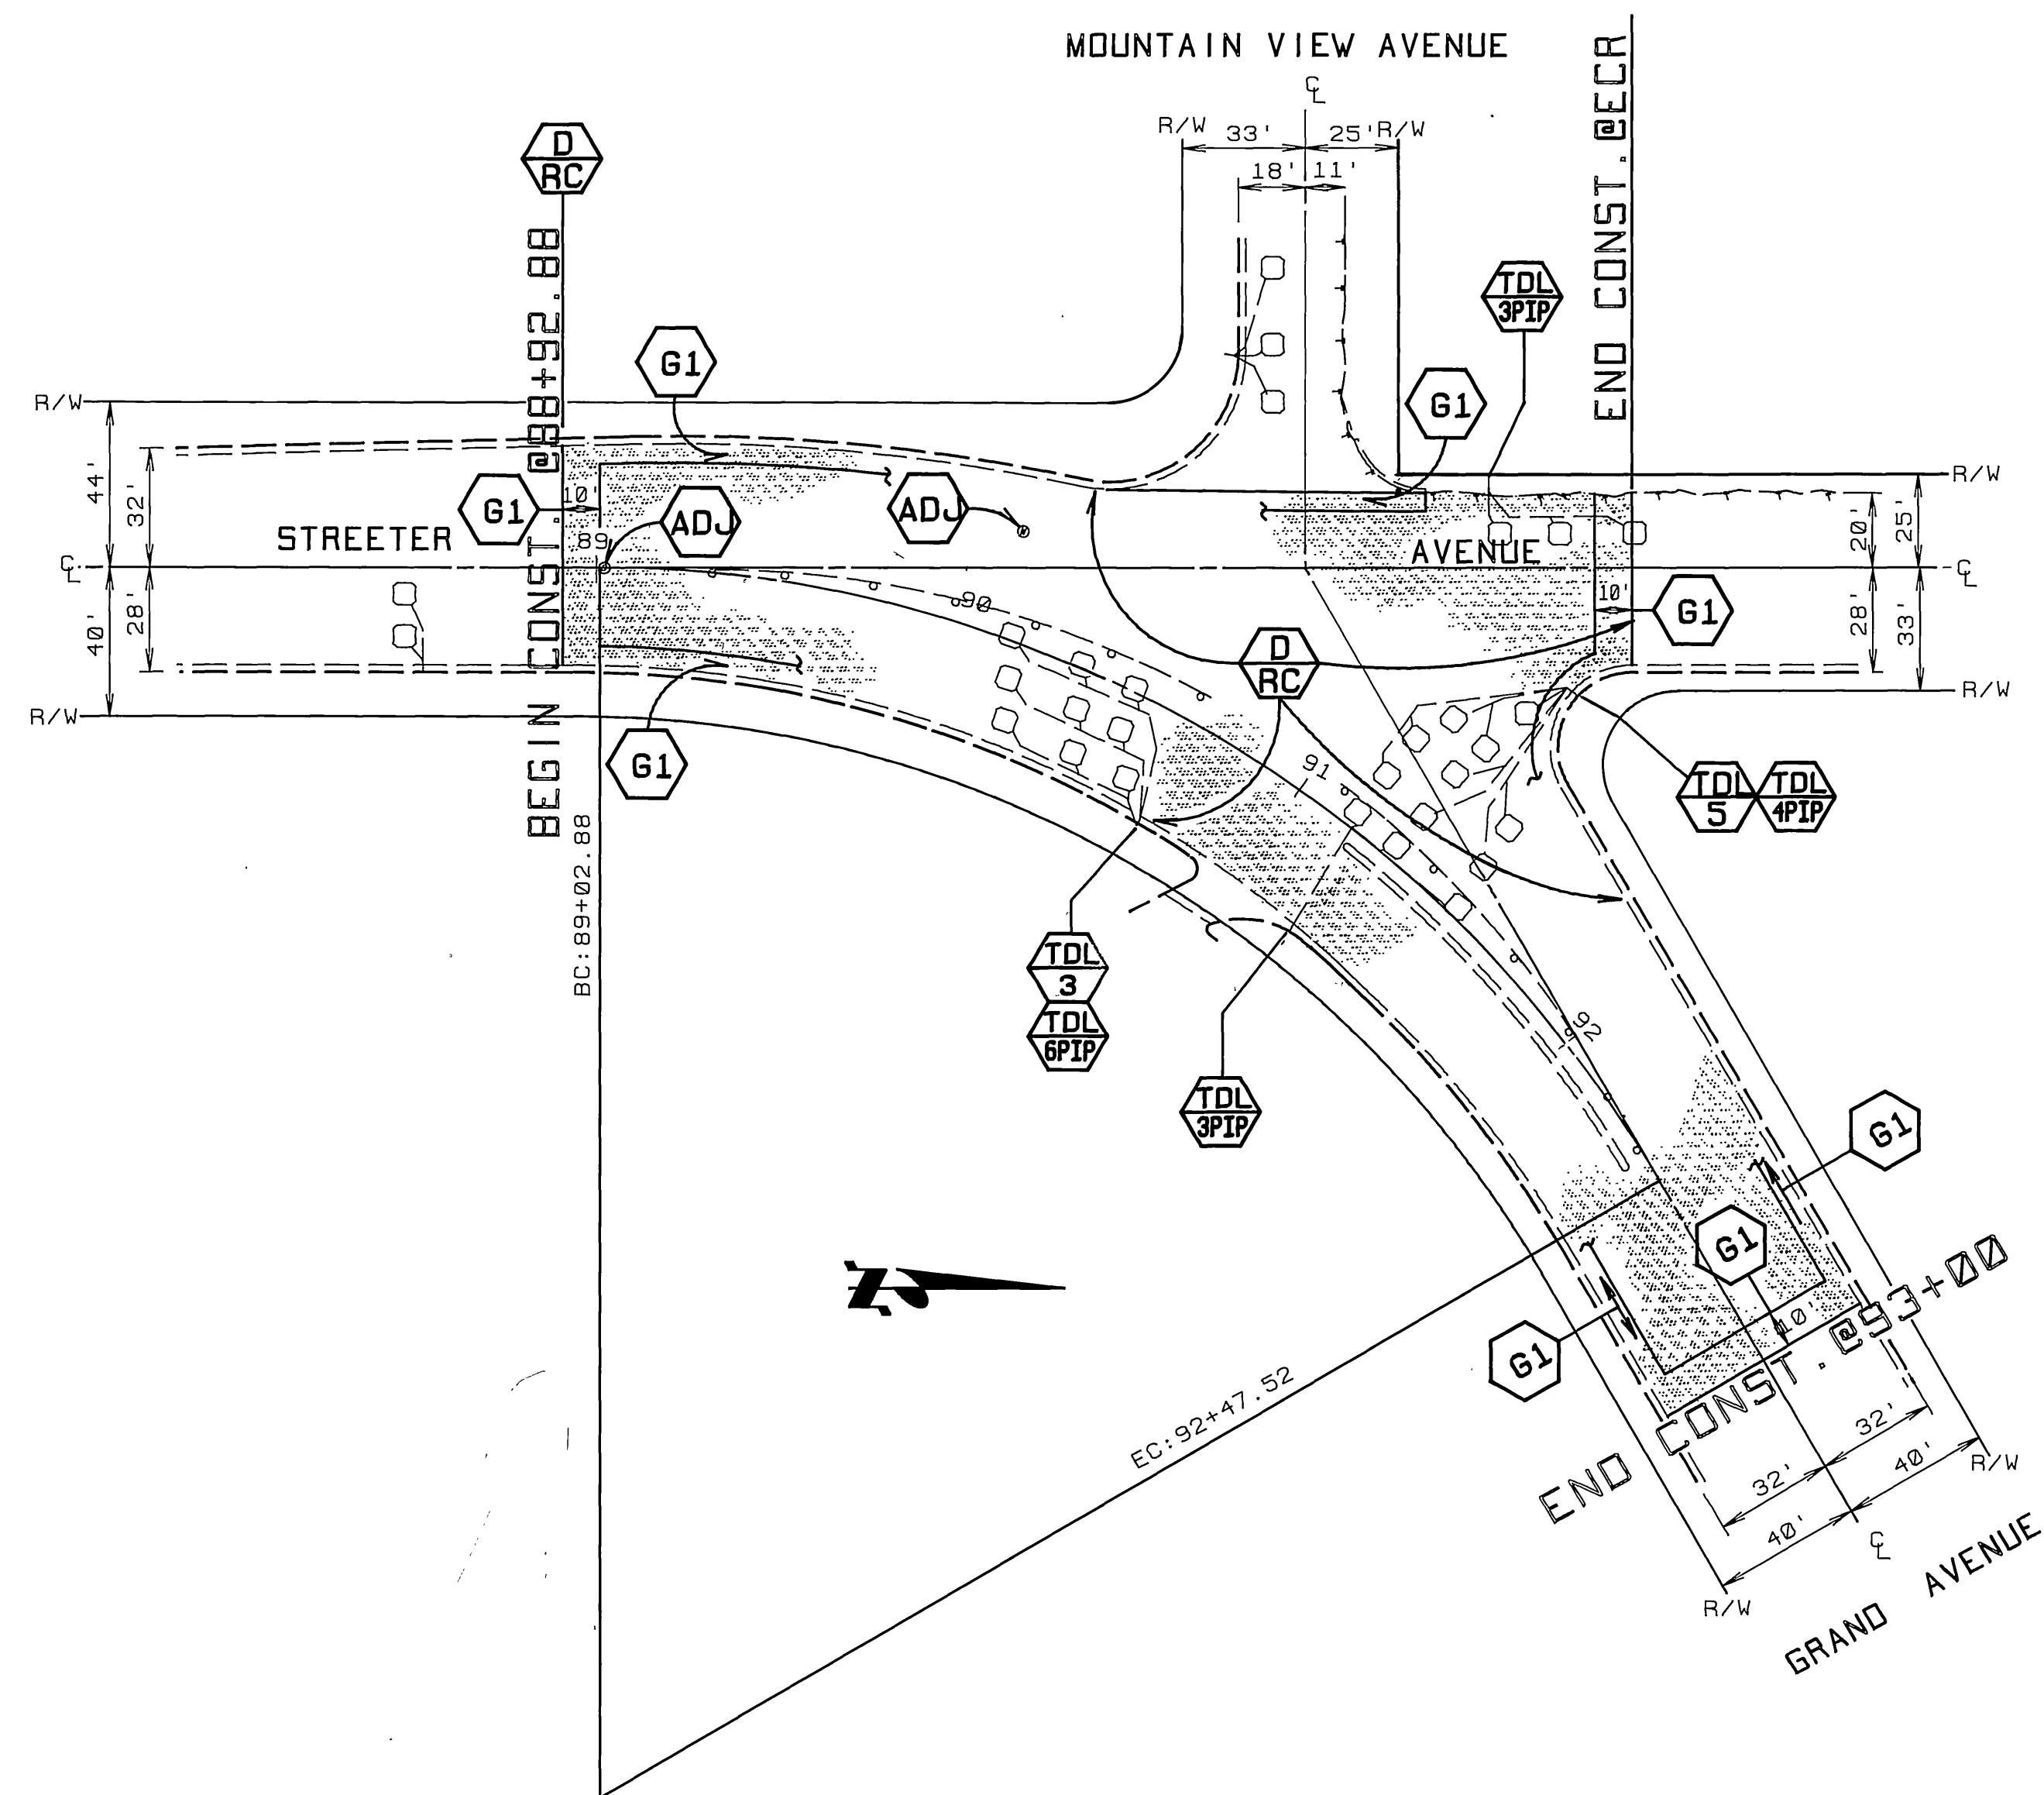 MOUNTAIN VIEW AVENUE
C L
R/W 33' 25' R/W
18' 11'
D
RC
BEGIN CONST. @88+92.88
END CONST.@ECR
TDL
3PIP
G1
G1
R/W
44'
32'
G1
10'
ADJ
ADJ
STREETER
89
AVENUE
20'
25'
R/W
C L
C L
40'
28'
90
D
RC
10'
G1
28'
33'
R/W
R/W
G1
91
TDL
5
TDL
4PIP
BC:89+02.88
TDL
3
TDL
6PIP
TDL
3PIP
92
G1
G1
G1
10'
END CONST. @93+00
EC:92+47.52
32'
40'
32'
40'
R/W
R/W
C L
GRAND AVENUE